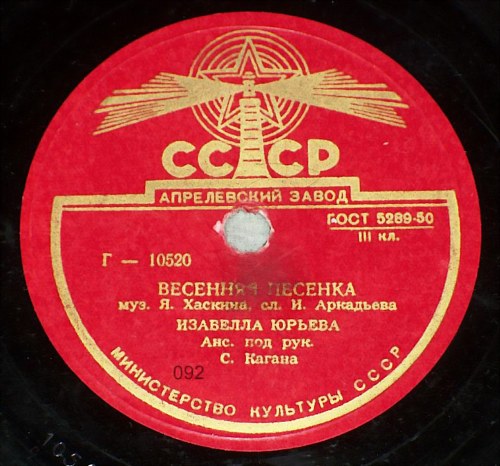 СССР
АПРЕЛЕВСКИЙ ЗАВОД
ГОСТ 5289-50
III кл.
Г — 10520
ВЕСЕННЯЯ ПЕСЕНКА
муз. Я. Хаскина, сл. И. Аркадьева
ИЗАБЕЛЛА ЮРЬЕВА
Анс. под рук.
С. Кагана
092
МИНИСТЕРСТВО КУЛЬТУРЫ СССР